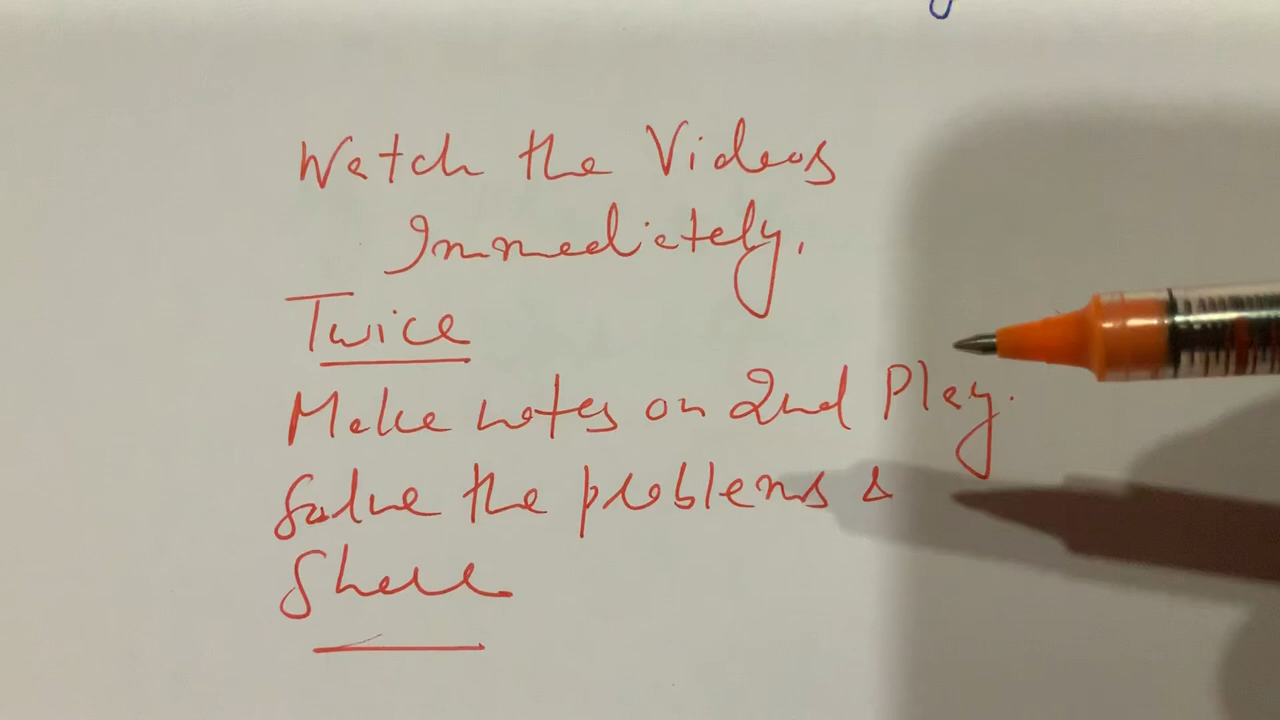 Watch the Videos
Immediately.
Twice
Make notes on 2nd Play.
Solve the problems &
Share